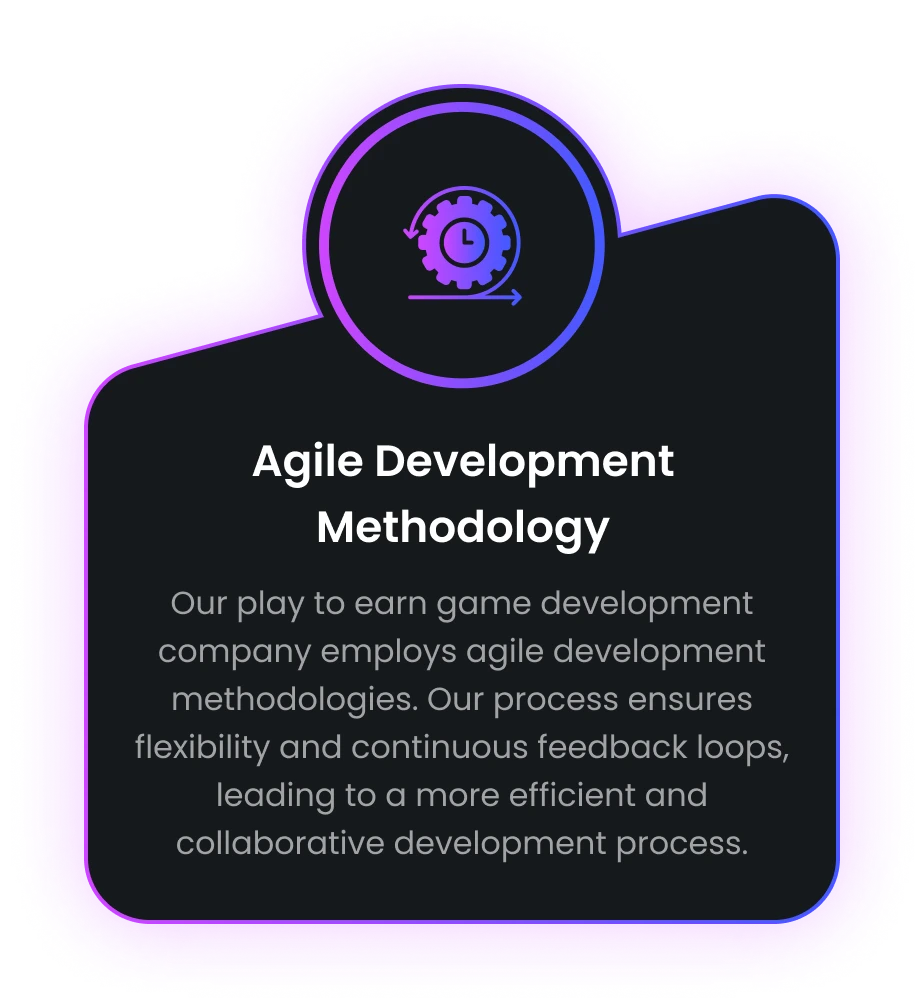 Agile Development
Methodology
Our play to earn game development
company employs agile development
methodologies. Our process ensures
flexibility and continuous feedback loops,
leading to a more efficient and
collaborative development process.